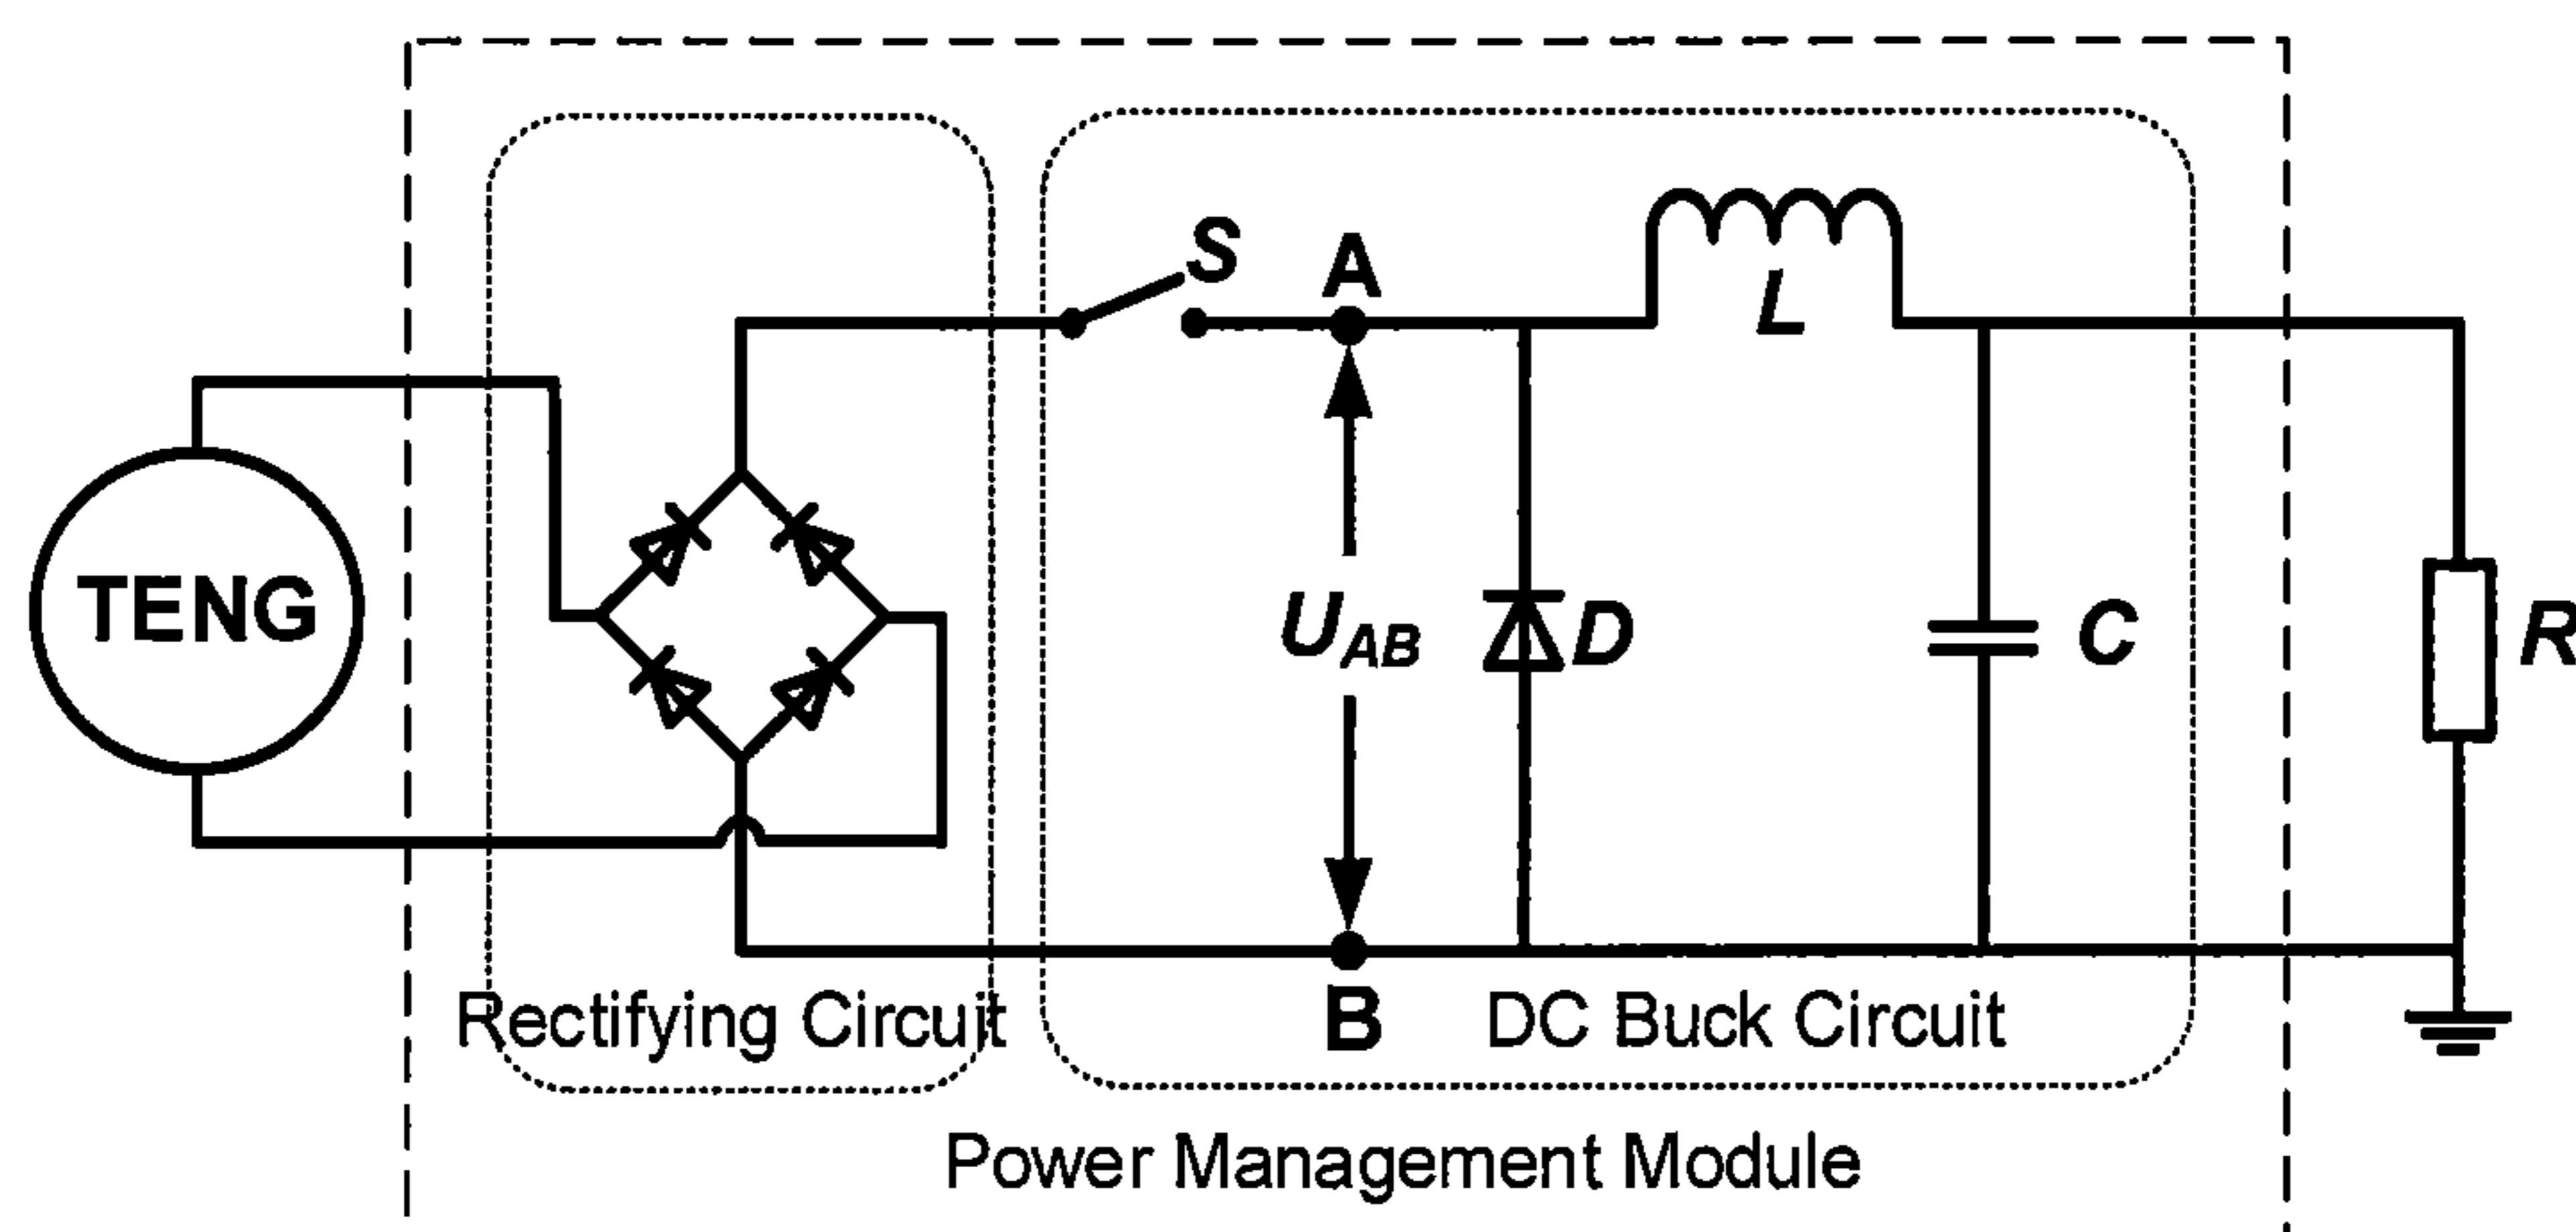 S
A
L
TENG
U_AB
D
C
R
B
Rectifying Circuit
DC Buck Circuit
Power Management Module